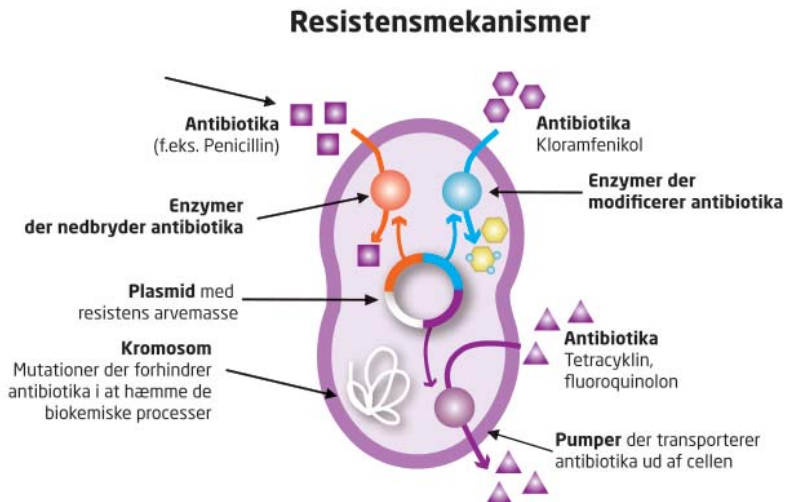 Resistensmekanismer
Antibiotika
(f.eks. Penicillin)
Antibiotika
Kloramfenikol
Enzymer
der nedbryder antibiotika
Enzymer der
modificerer antibiotika
Plasmid med
resistens arvemasse
Kromosom
Mutationer der forhindrer
antibiotika i at hæmme de
biokemiske processer
Antibiotika
Tetracyklin,
fluoroquinolon
Pumper der transporterer
antibiotika ud af cellen